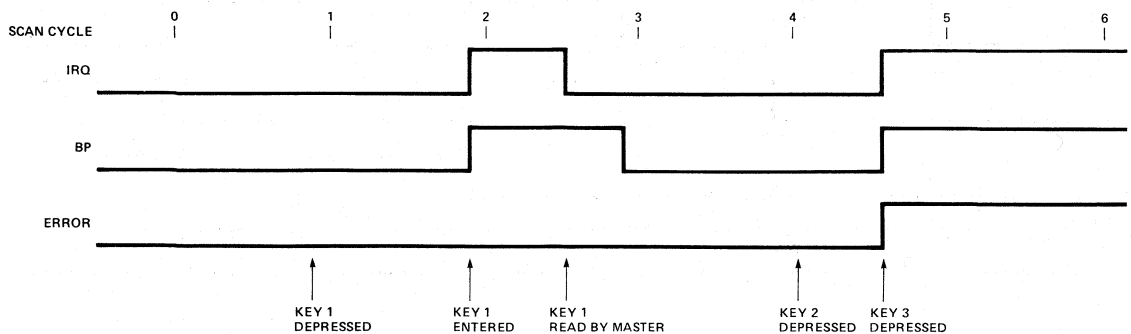 0 1 2 3 4 5 6
SCAN CYCLE
IRQ
BP
ERROR
KEY 1 DEPRESSED
KEY 1 ENTERED
KEY 1 READ BY MASTER
KEY 2 DEPRESSED
KEY 3 DEPRESSED